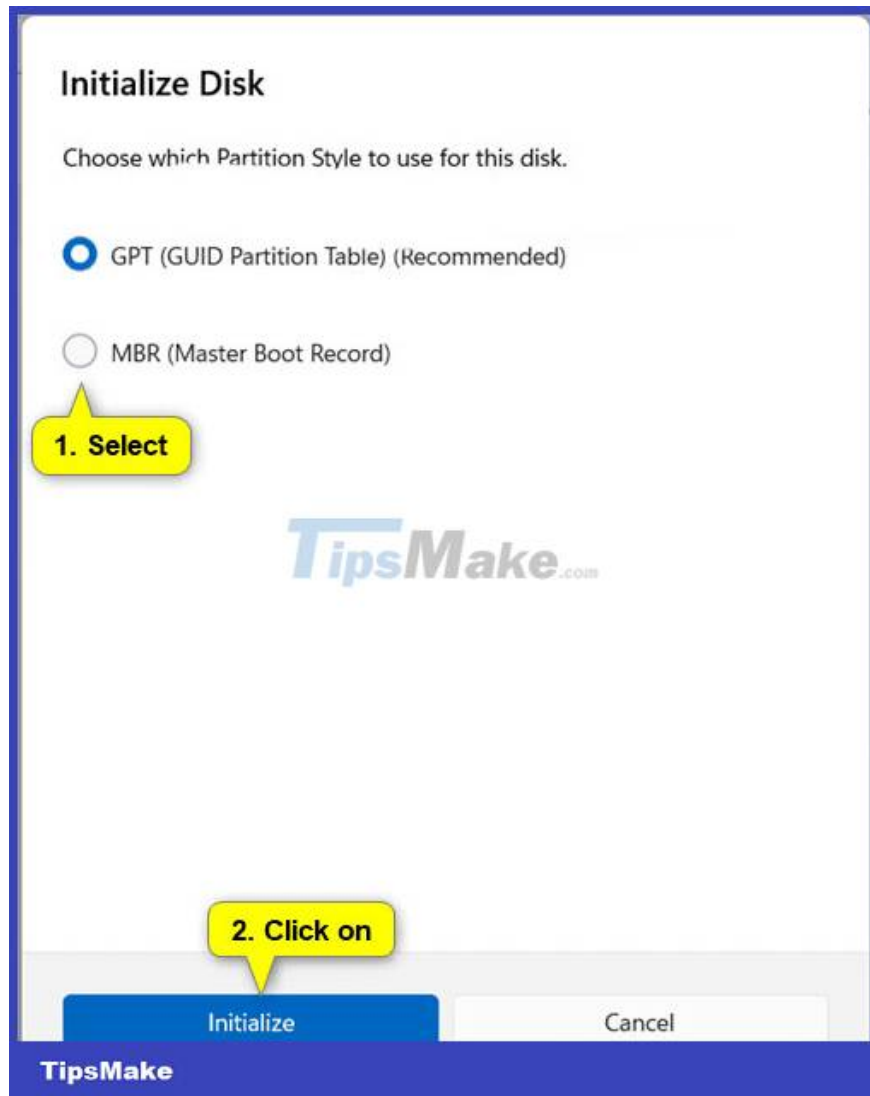 Initialize Disk
Choose which Partition Style to use for this disk.
GPT (GUID Partition Table) (Recommended)
MBR (Master Boot Record)
1. Select
TipsMake.com
2. Click on
Initialize Cancel
TipsMake